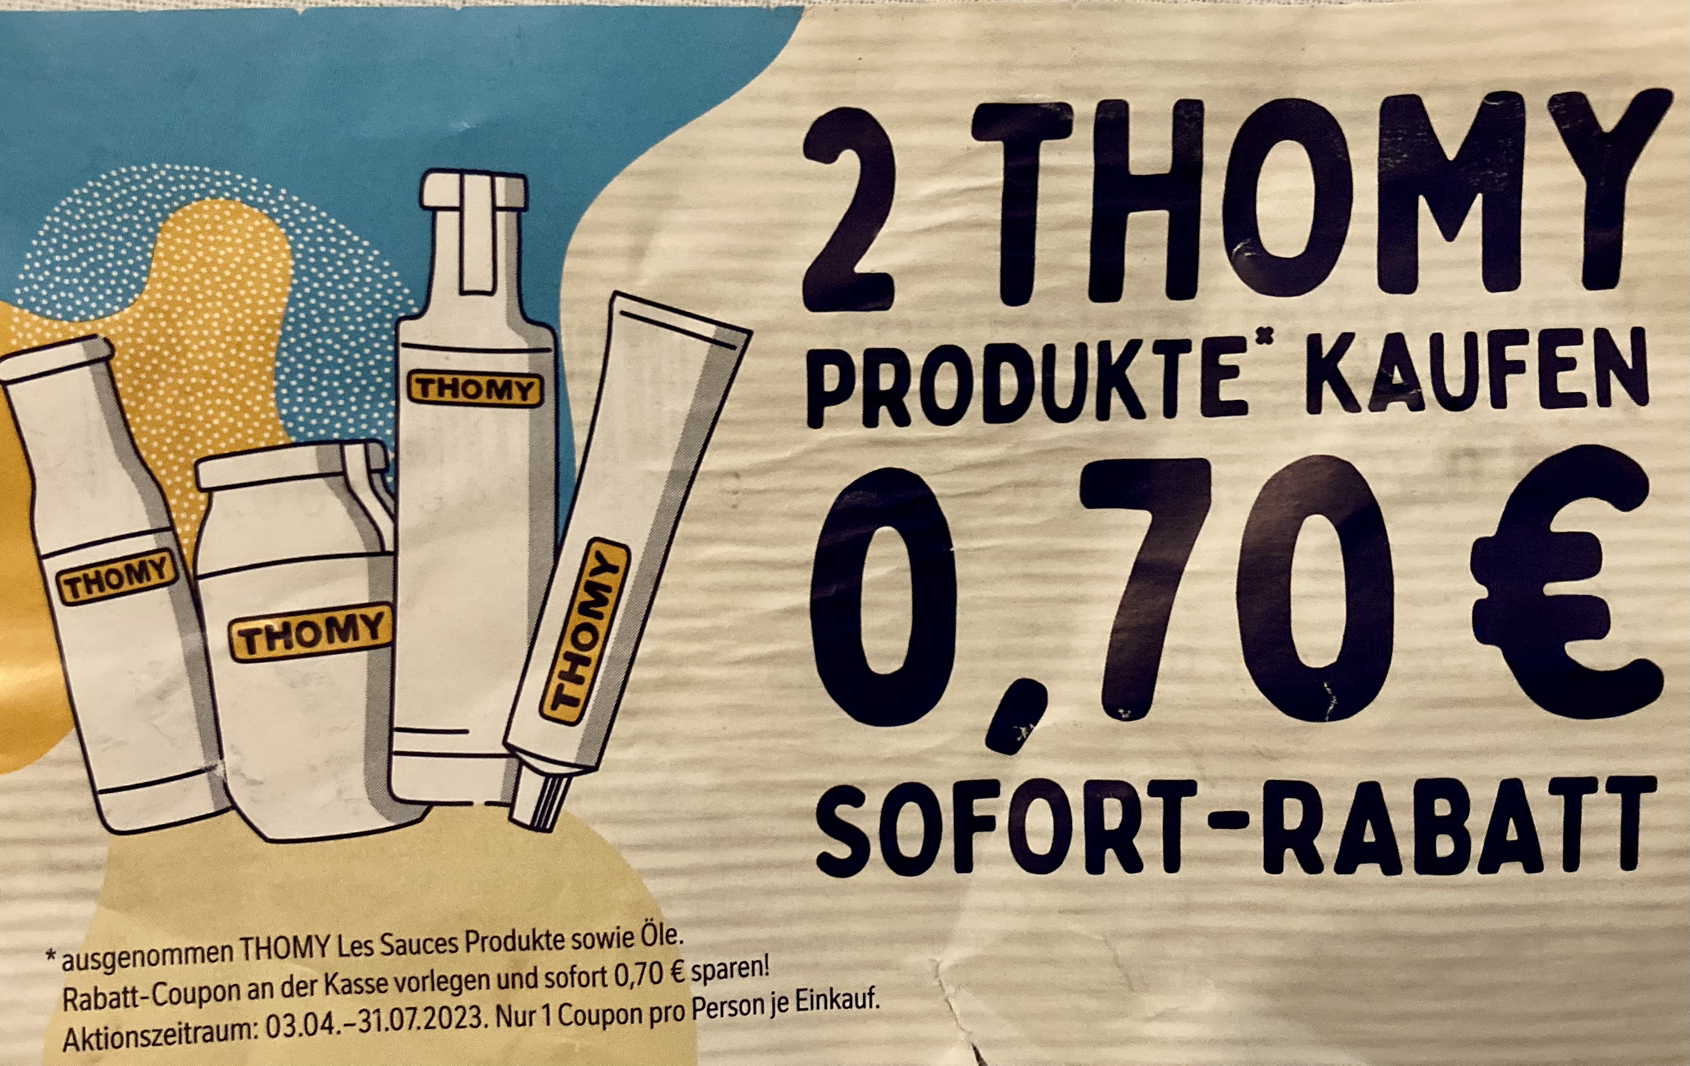 2 THOMY
PRODUKTE* KAUFEN
0,70 €
SOFORT-RABATT
THOMY
THOMY
THOMY
THOMY
* ausgenommen THOMY Les Sauces Produkte sowie Öle.
Rabatt-Coupon an der Kasse vorlegen und sofort 0,70 € sparen!
Aktionszeitraum: 03.04.–31.07.2023. Nur 1 Coupon pro Person je Einkauf.